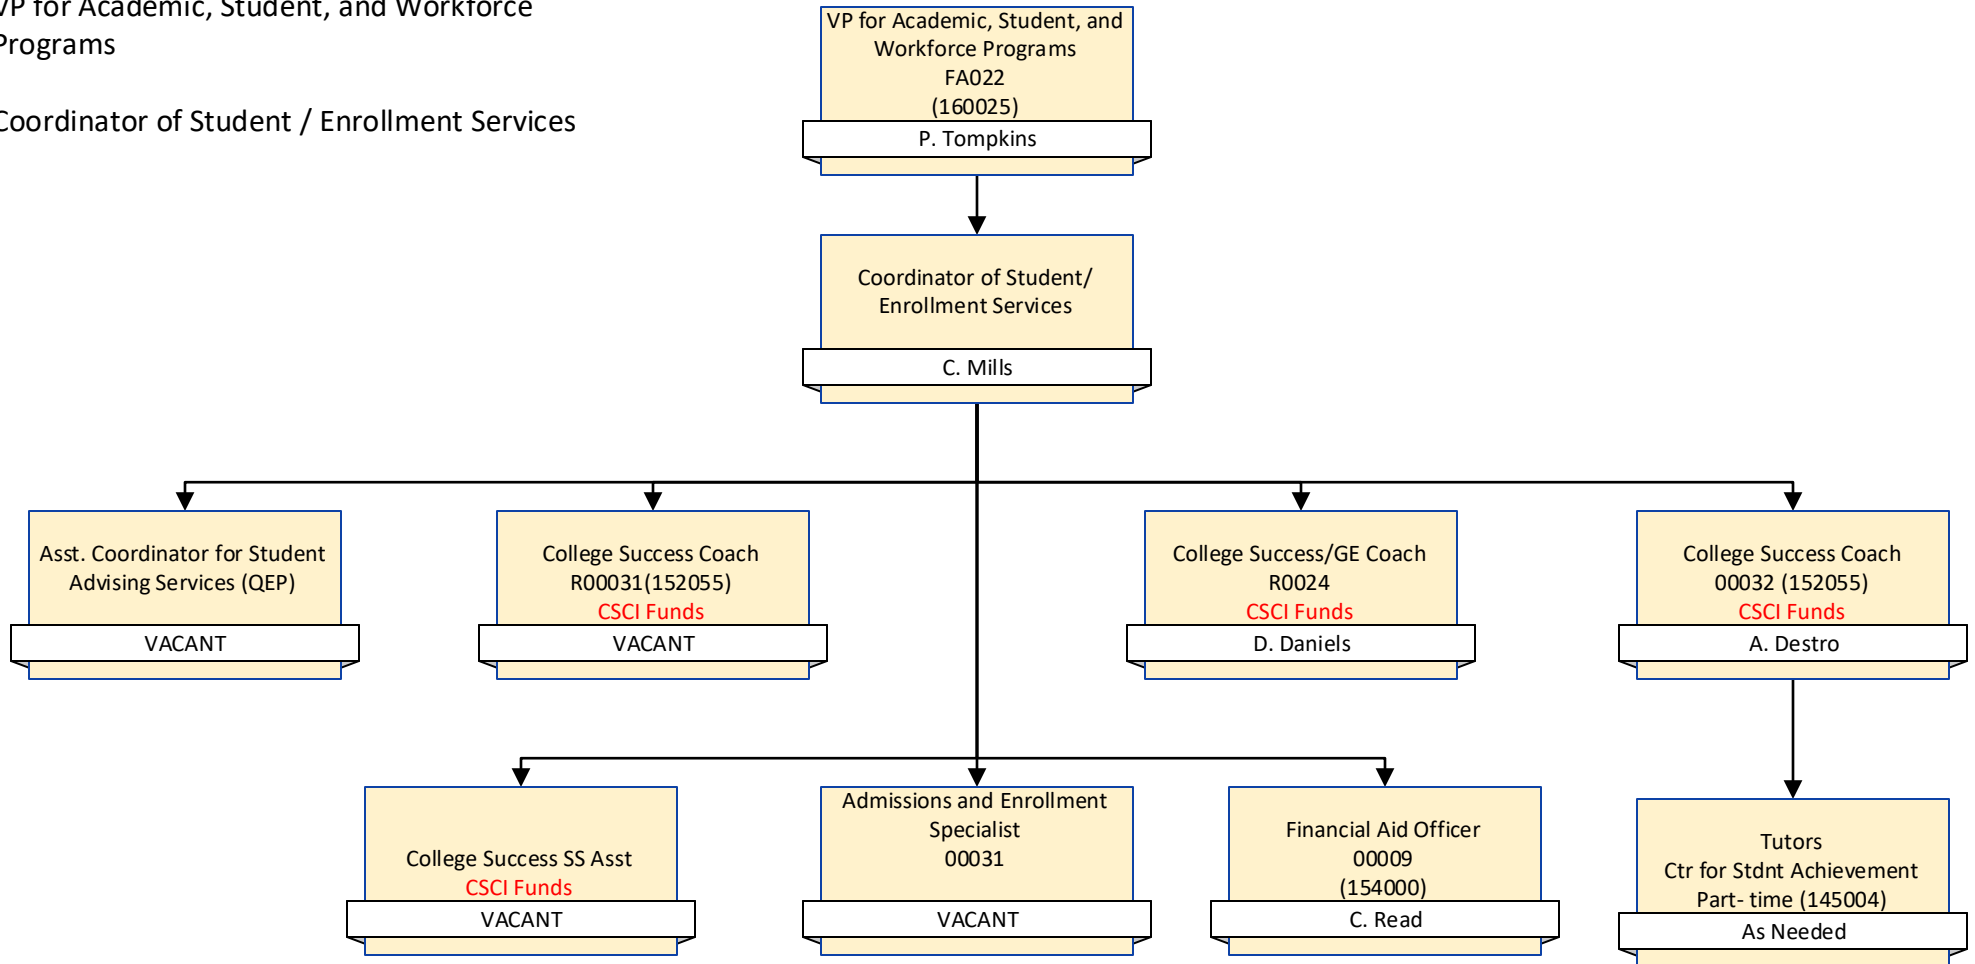 VP for Academic, Student, and Workforce
Programs
Coordinator of Student / Enrollment Services
VP for Academic, Student, and
Workforce Programs
FA022
(160025)
P. Tompkins
Coordinator of Student/
Enrollment Services
C. Mills
Asst. Coordinator for Student
Advising Services (QEP)
VACANT
College Success Coach
R00031(152055)
CSCI Funds
VACANT
College Success/GE Coach
R0024
CSCI Funds
D. Daniels
College Success Coach
00032 (152055)
CSCI Funds
A. Destro
College Success SS Asst
CSCI Funds
VACANT
Admissions and Enrollment
Specialist
00031
VACANT
Financial Aid Officer
00009
(154000)
C. Read
Tutors
Ctr for Stdnt Achievement
Part- time (145004)
As Needed